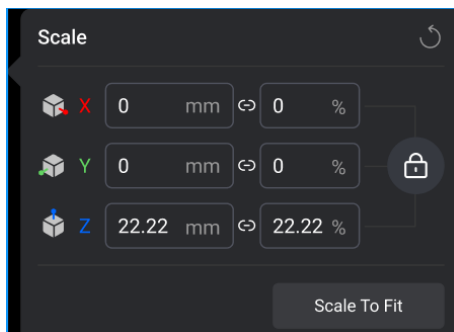 Scale
X 0 mm 0 %
Y 0 mm 0 %
Z 22.22 mm 22.22 %
Scale To Fit